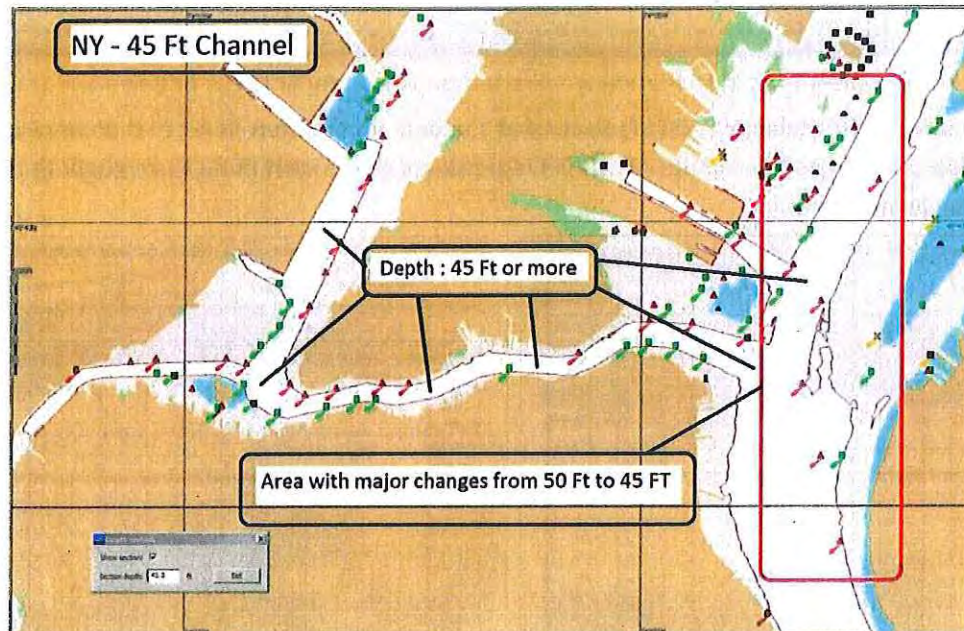 NY - 45 Ft Channel
Depth : 45 Ft or more
Area with major changes from 50 Ft to 45 FT
Show section
Section depth:
ft
Set